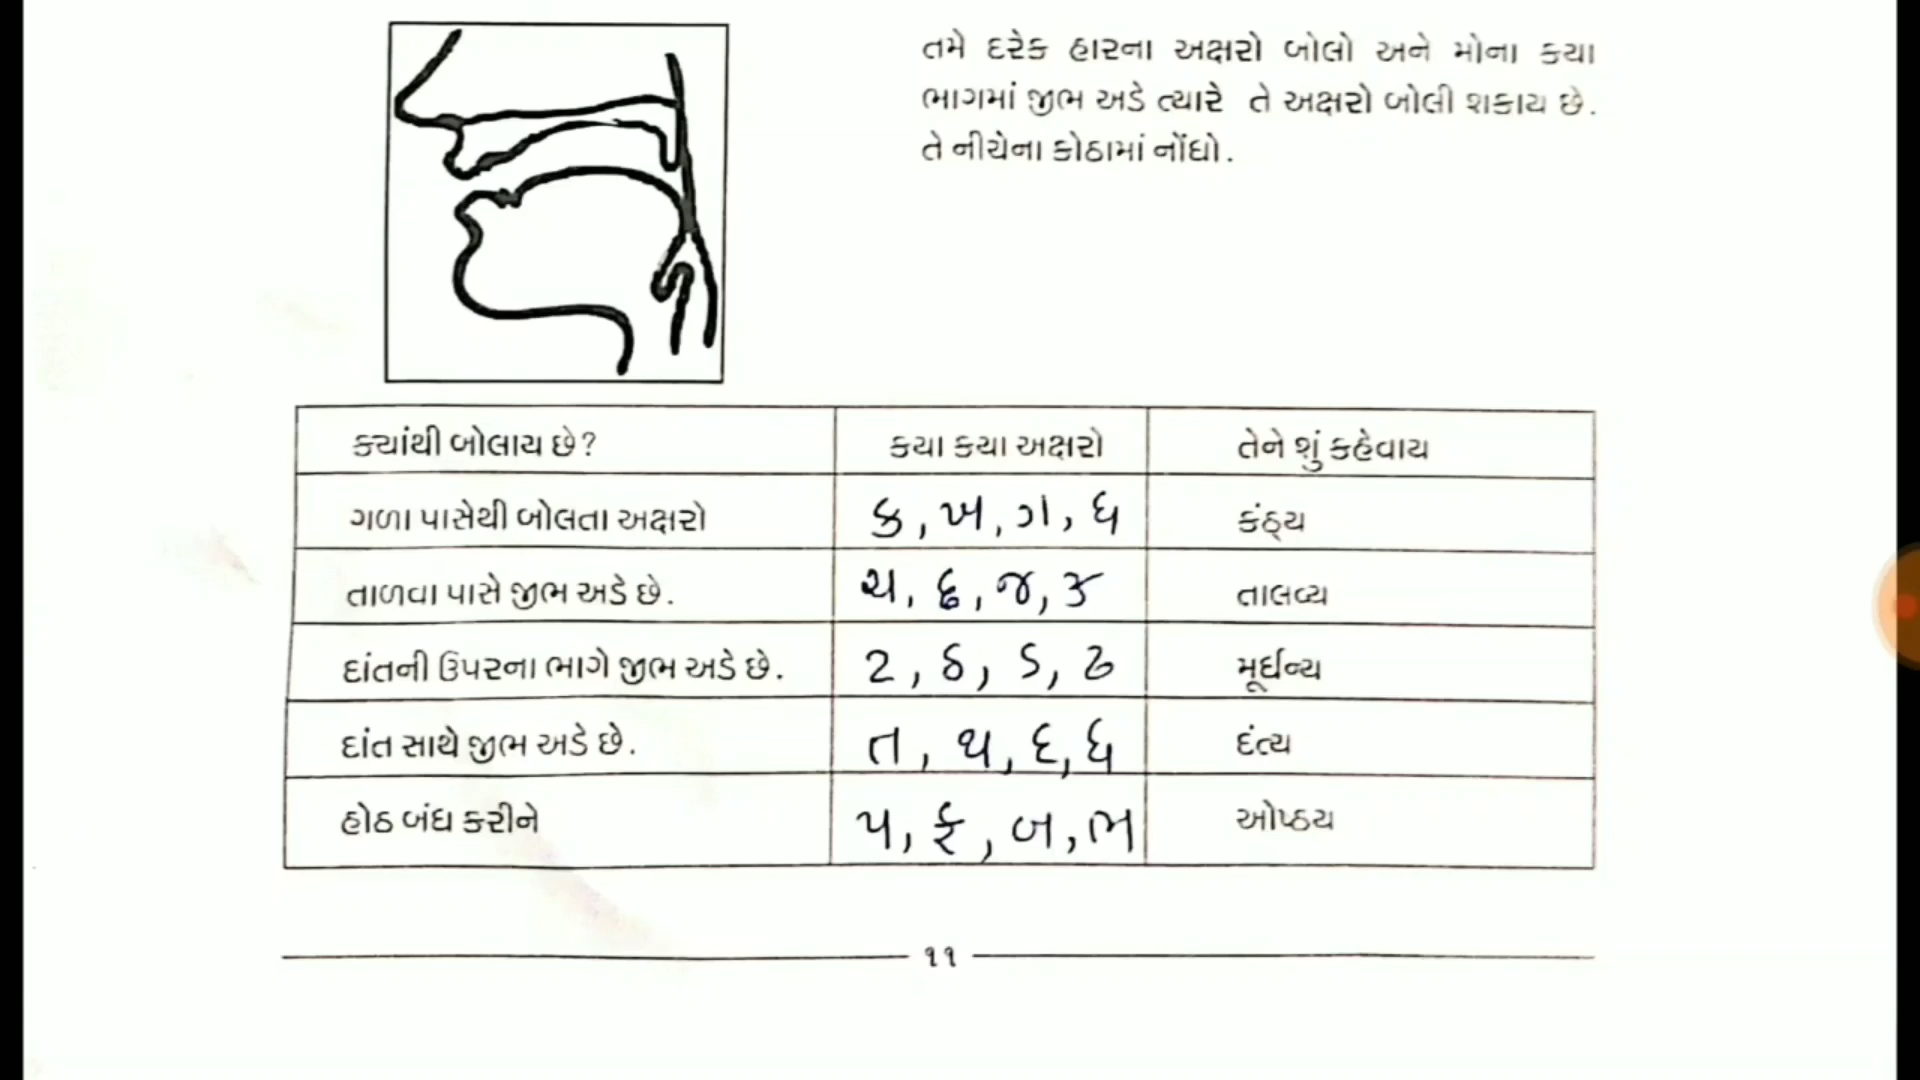 તમે દરેક હારના અક્ષરો બોલો અને મોના કયા
ભાગમાં જીભ અડે ત્યારે તે અક્ષરો બોલી શકાય છે.
તે નીચેના કોઠામાં નોંધો.
ક્યાંથી બોલાય છે? કયા કયા અક્ષરો તેને શું કહેવાય
ગળા પાસેથી બોલતા અક્ષરો ક, ખ, ગ, ઘ કંઠ્ય
તાળવા પાસે જીભ અડે છે. ચ, છ, જ, ઝ તાલવ્ય
દાંતની ઉપરના ભાગે જીભ અડે છે. ટ, ઠ, ડ, ઢ મૂર્ધન્ય
દાંત સાથે જીભ અડે છે. ત, થ, દ, ધ દંત્ય
હોઠ બંધ કરીને પ, ફ, બ, ભ ઓષ્ઠય
૧૧